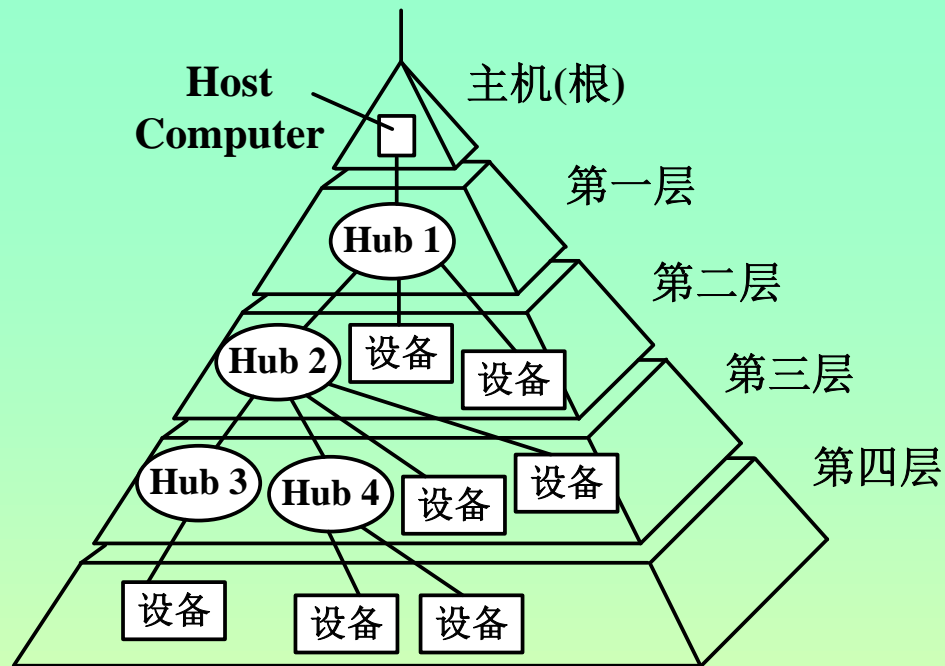 Host
Computer
主机(根)
第一层
Hub 1
第二层
Hub 2
设备
设备
第三层
Hub 3
Hub 4
设备
设备
第四层
设备
设备
设备